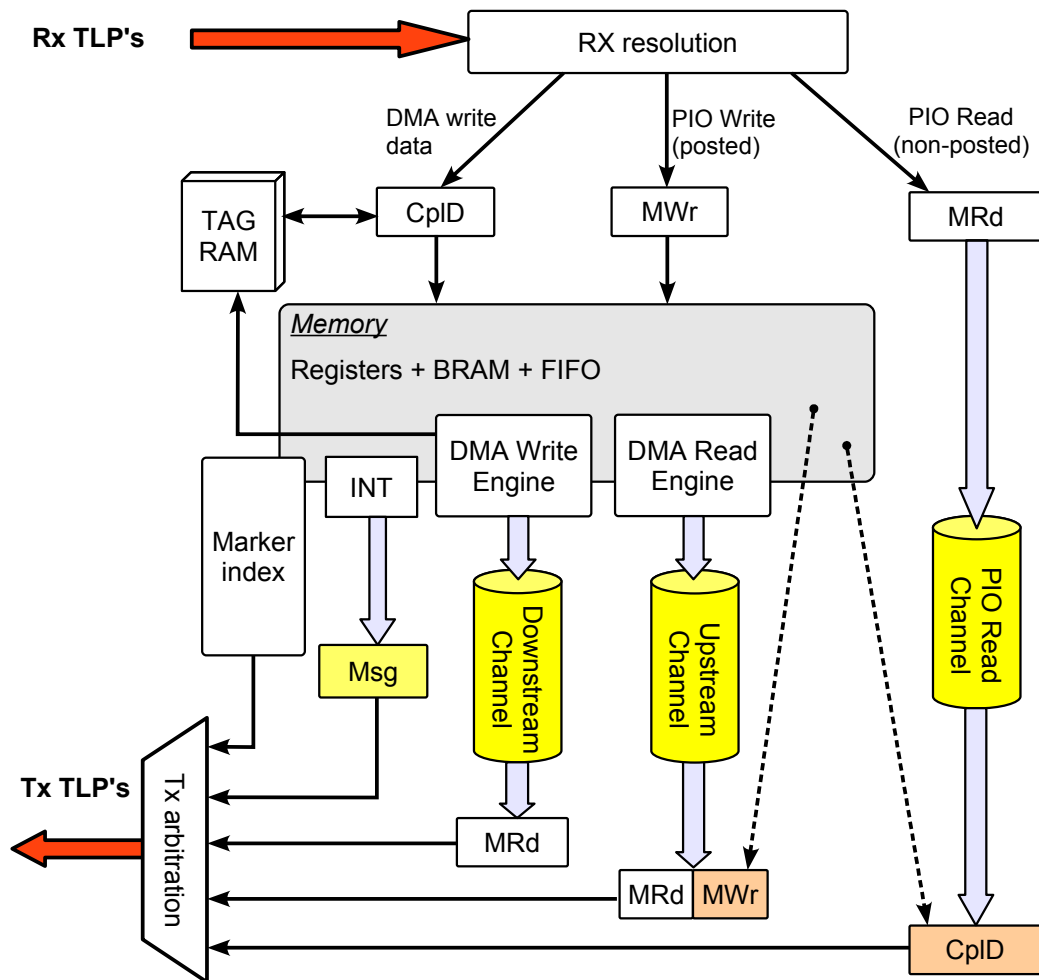 Rx TLP's
RX resolution
DMA write
data
PIO Write
(posted)
PIO Read
(non-posted)
TAG
RAM
CplD
MWr
MRd
Memory
Registers + BRAM + FIFO
DMA Write
Engine
DMA Read
Engine
INT
Marker
index
Msg
Downstream
Channel
Upstream
Channel
PIO Read
Channel
Tx TLP's
Tx arbitration
MRd
MRd
MWr
CplD